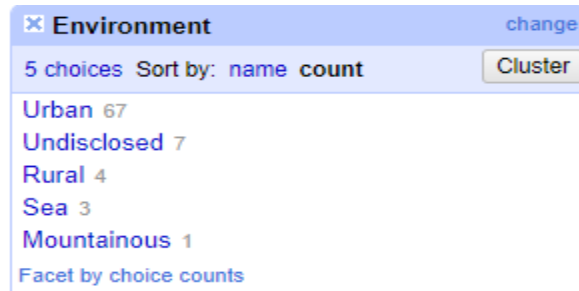 Environment change
5 choices Sort by: name count Cluster
Urban 67
Undisclosed 7
Rural 4
Sea 3
Mountainous 1
Facet by choice counts